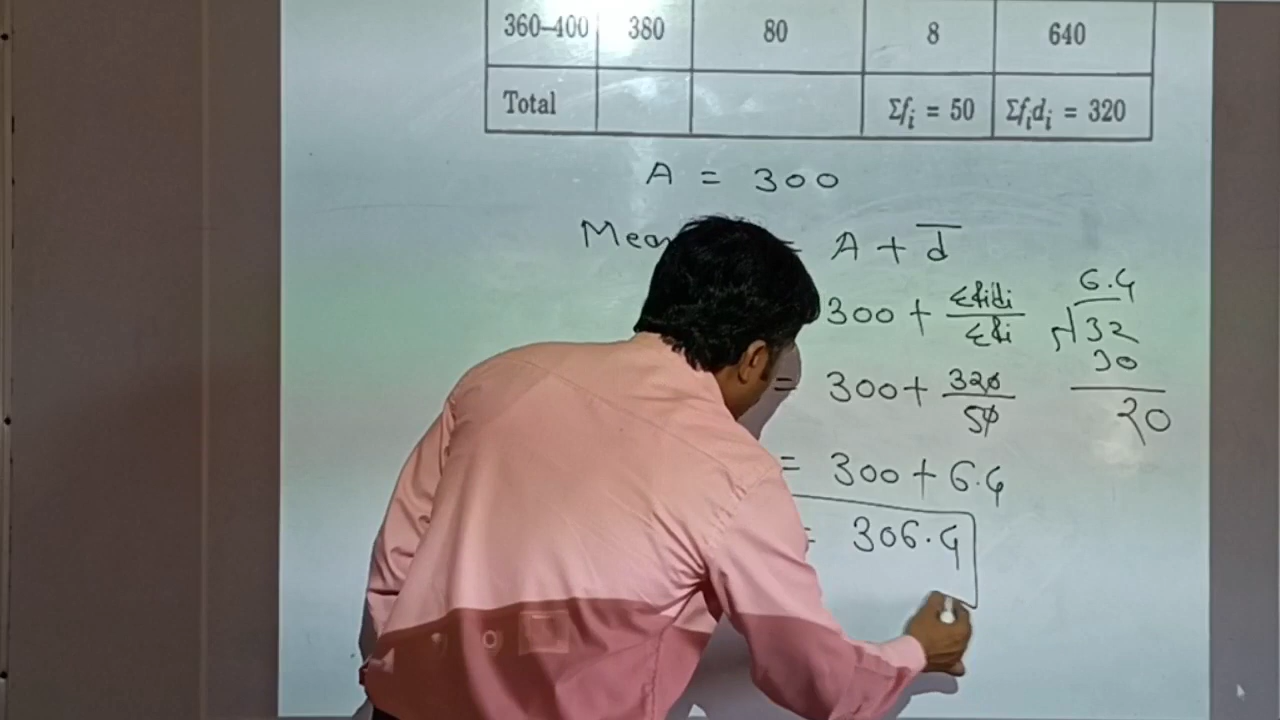 360–400 380 80 8 640
Total Σfᵢ = 50 Σfᵢdᵢ = 320
A = 300
= A + d̅
300 + Σfidi / Σfi
= 300 + 320 / 50
= 300 + 6.4
= 306.4
6.4
5√32
30
20